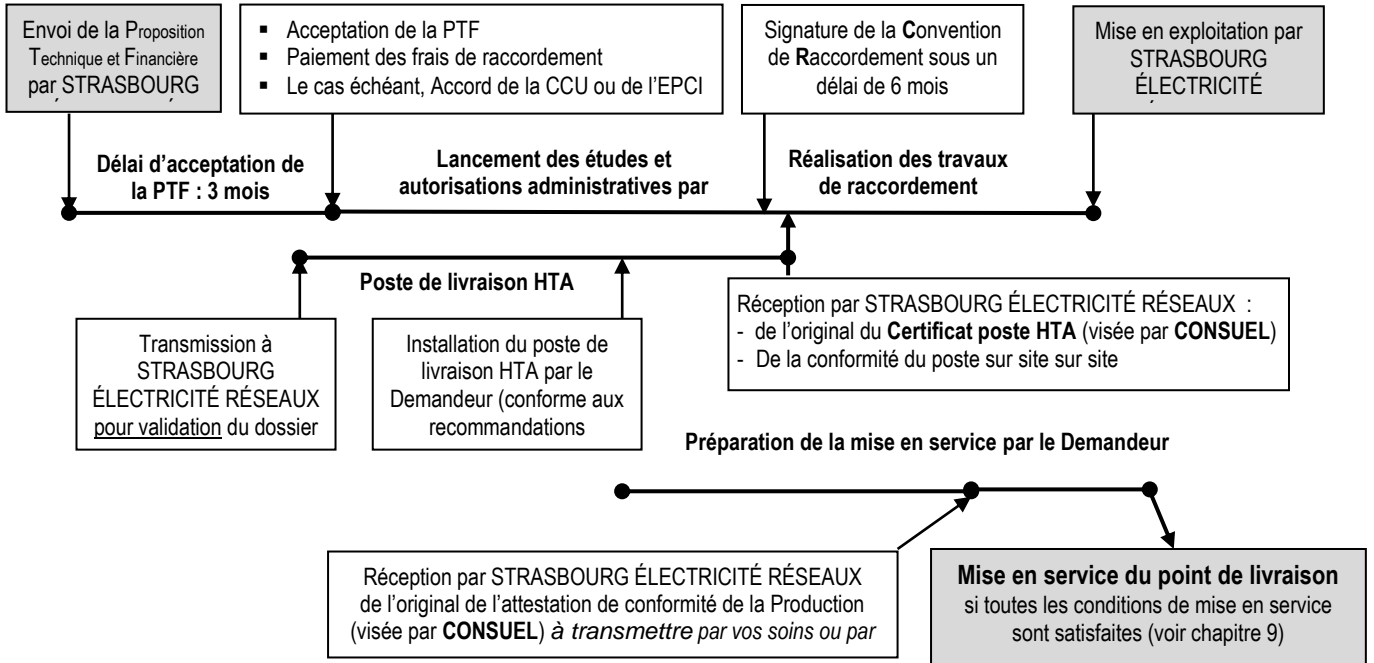 Envoi de la Proposition
Technique et Financière
par STRASBOURG
▪ Acceptation de la PTF
▪ Paiement des frais de raccordement
▪ Le cas échéant, Accord de la CCU ou de l'EPCI
Signature de la Convention
de Raccordement sous un
délai de 6 mois
Mise en exploitation par
STRASBOURG
ÉLECTRICITÉ
Délai d'acceptation de
la PTF : 3 mois
Lancement des études et
autorisations administratives par
Réalisation des travaux
de raccordement
Poste de livraison HTA
Transmission à
STRASBOURG
ÉLECTRICITÉ RÉSEAUX
pour validation du dossier
Installation du poste de
livraison HTA par le
Demandeur (conforme aux
recommandations
Réception par STRASBOURG ÉLECTRICITÉ RÉSEAUX :
- de l'original du Certificat poste HTA (visée par CONSUEL)
- De la conformité du poste sur site sur site
Préparation de la mise en service par le Demandeur
Réception par STRASBOURG ÉLECTRICITÉ RÉSEAUX
de l'original de l'attestation de conformité de la Production
(visée par CONSUEL) à transmettre par vos soins ou par
Mise en service du point de livraison
si toutes les conditions de mise en service
sont satisfaites (voir chapitre 9)